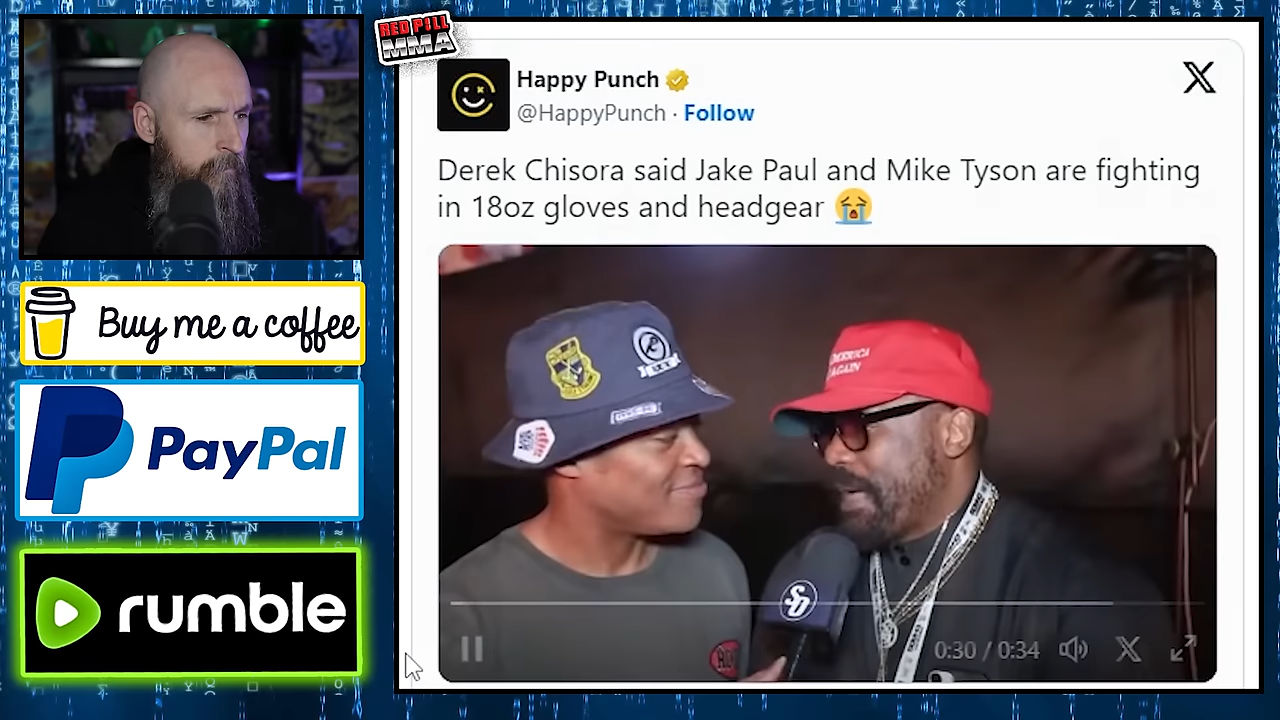 RED PILL
MMA
Happy Punch
@HappyPunch · Follow
Derek Chisora said Jake Paul and Mike Tyson are fighting
in 18oz gloves and headgear 😭
AGAIN
0:30 / 0:34
Buy me a coffee
PayPal
rumble